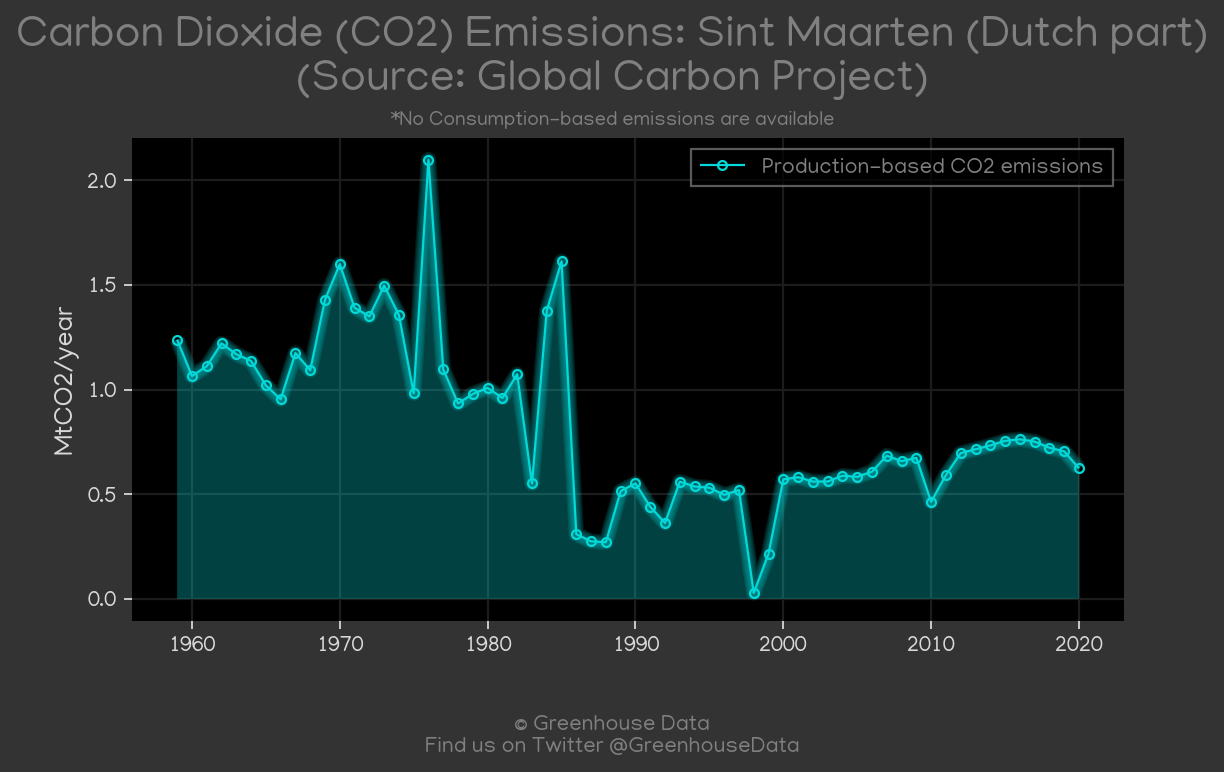 Carbon Dioxide (CO2) Emissions: Sint Maarten (Dutch part)
(Source: Global Carbon Project)
*No Consumption-based emissions are available
Production-based CO2 emissions
MtCO2/year
2.0
1.5
1.0
0.5
0.0
1960 1970 1980 1990 2000 2010 2020
© Greenhouse Data
Find us on Twitter @GreenhouseData